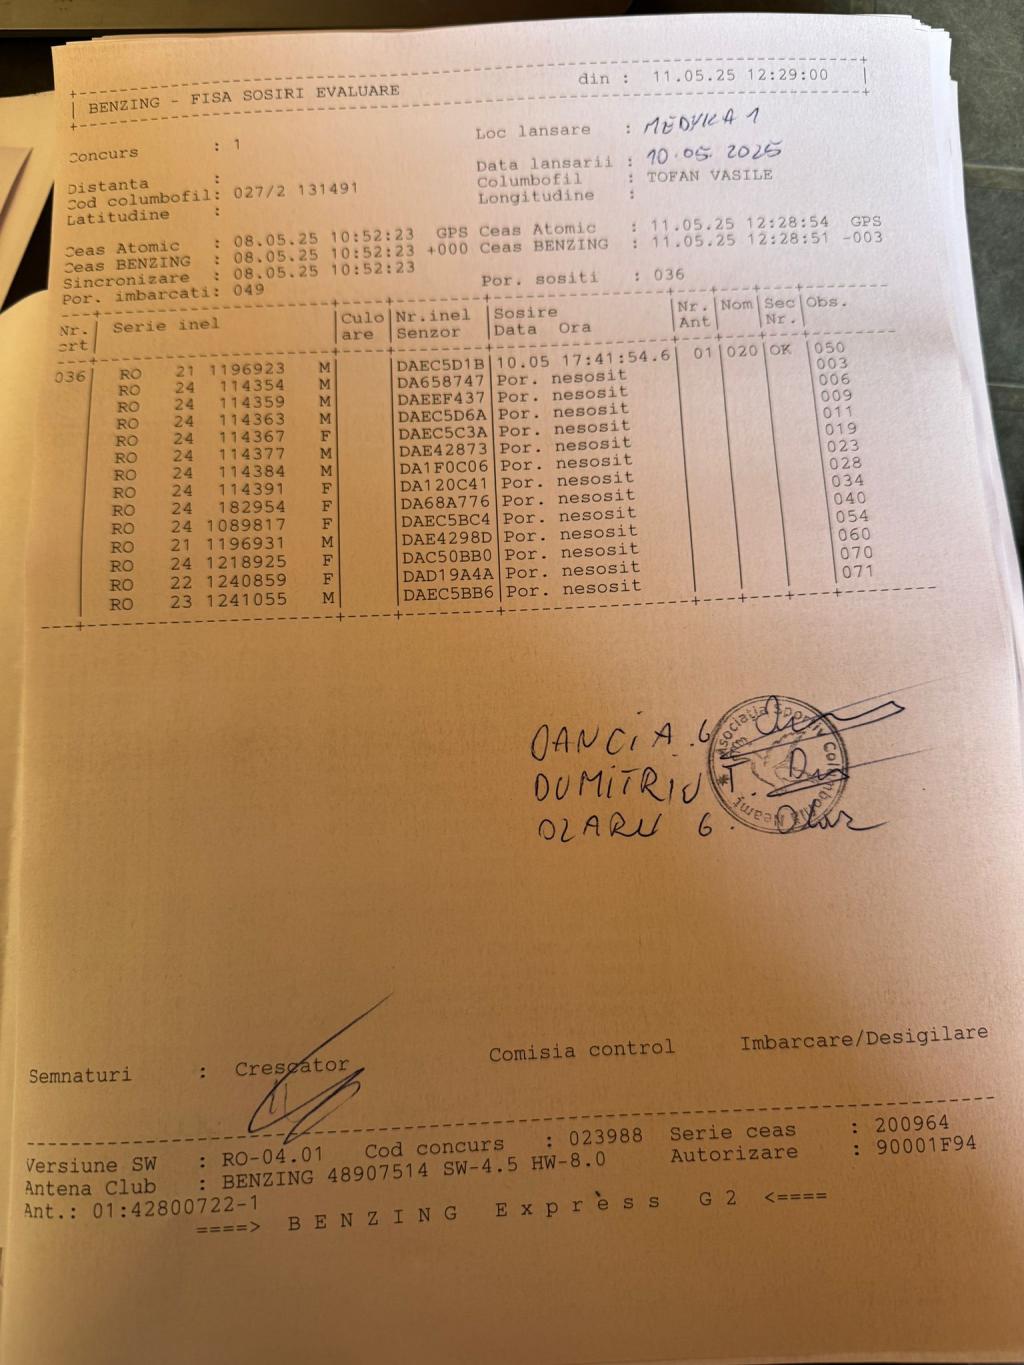 BENZING - FISA SOSIRI EVALUARE din : 11.05.25 12:29:00
Concurs : 1 Loc lansare : MEDYKA 1
Data lansarii : 10.05.2025
Distanta : Columbofil : TOFAN VASILE
Cod columbofil: 027/2 131491 Longitudine :
Latitudine :
Ceas Atomic : 08.05.25 10:52:23 GPS Ceas Atomic : 11.05.25 12:28:54 GPS
Ceas BENZING : 08.05.25 10:52:23 +000 Ceas BENZING : 11.05.25 12:28:51 -003
Sincronizare : 08.05.25 10:52:23
Por. imbarcati: 049 Por. sositi : 036
Nr. Serie inel Culo Nr.inel Sosire Nr. Nom Sec Obs.
crt are Senzor Data Ora Ant Nr.
036 RO 21 1196923 M DAEC5D1B 10.05 17:41:54.6 01 020 OK 050
RO 24 114354 M DA658747 Por. nesosit 003
RO 24 114359 M DAEEF437 Por. nesosit 006
RO 24 114363 M DAEC5D6A Por. nesosit 009
RO 24 114367 F DAEC5C3A Por. nesosit 011
RO 24 114377 M DAE42873 Por. nesosit 019
RO 24 114384 M DA1F0C06 Por. nesosit 023
RO 24 114391 F DA120C41 Por. nesosit 028
RO 24 182954 F DA68A776 Por. nesosit 034
RO 24 1089817 F DAEC5BC4 Por. nesosit 040
RO 21 1196931 M DAE4298D Por. nesosit 054
RO 24 1218925 F DAC50BB0 Por. nesosit 060
RO 22 1240859 F DAD19A4A Por. nesosit 070
RO 23 1241055 M DAEC5BB6 Por. nesosit 071
DANCIA G
DUMITRIU T.
OLARU G.
Asociația Sportiv Columbofilă Neamț
Semnaturi : Crescator Comisia control Imbarcare/Desigilare
Versiune SW : RO-04.01 Cod concurs : 023988 Serie ceas : 200964
Antena Club : BENZING 48907514 SW-4.5 HW-8.0 Autorizare : 90001F94
Ant.: 01:42800722-1
====> BENZING Express G2 <====